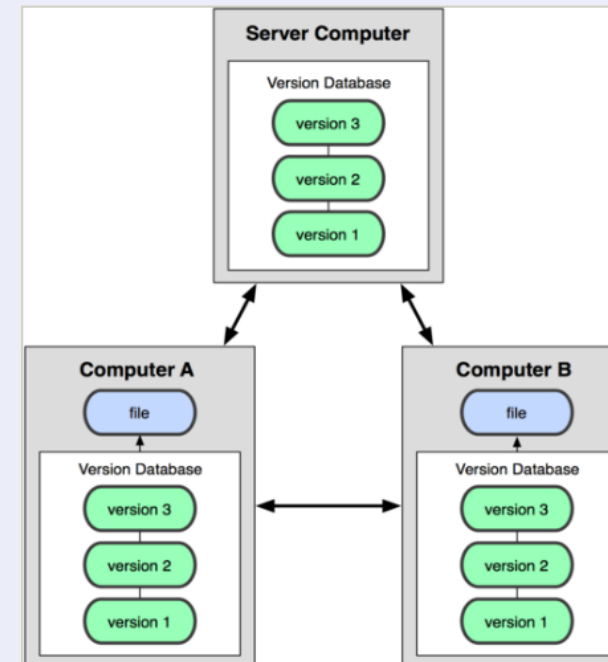 Server Computer
Version Database
version 3
version 2
version 1
Computer A
file
Version Database
version 3
version 2
version 1
Computer B
file
Version Database
version 3
version 2
version 1